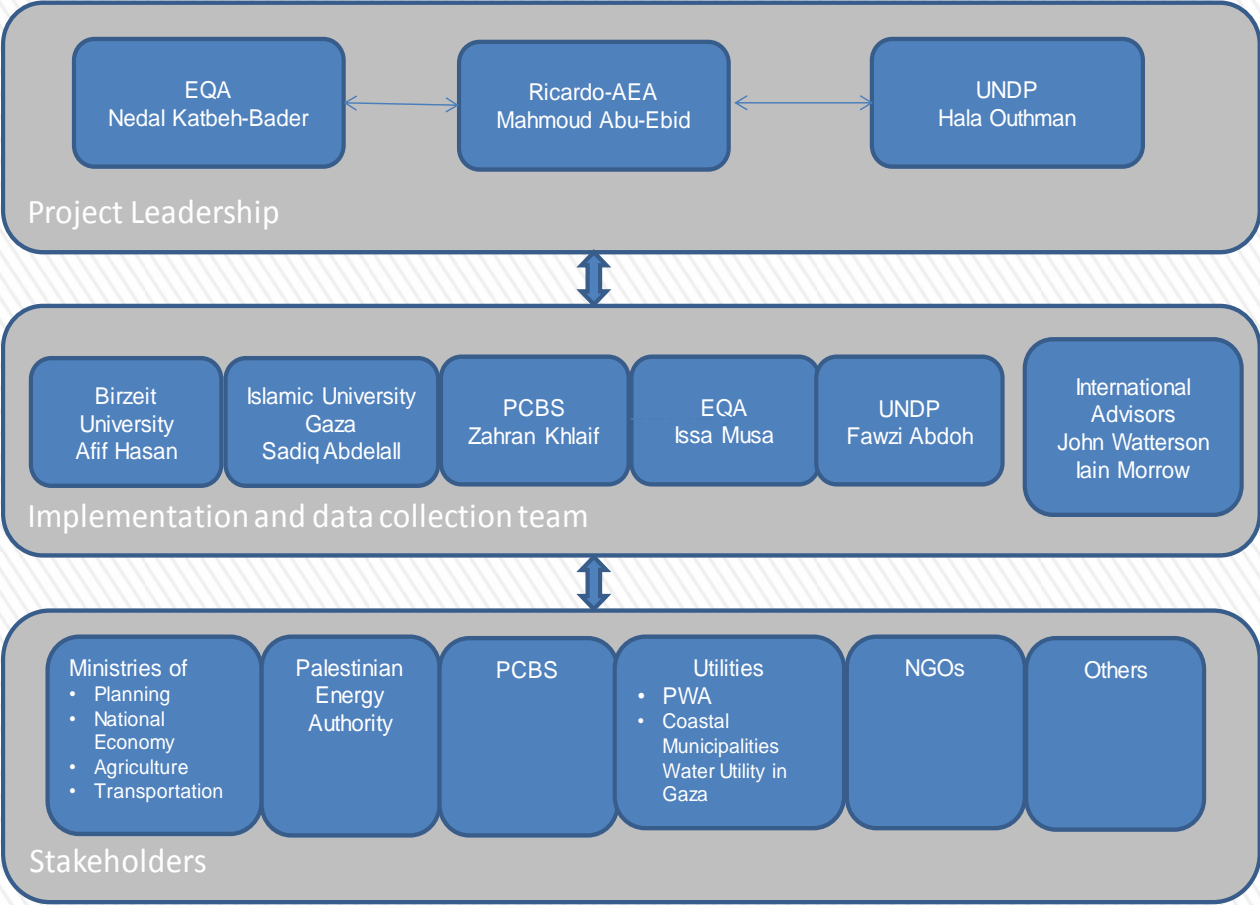 EQA
Nedal Katbeh-Bader
Ricardo-AEA
Mahmoud Abu-Ebid
UNDP
Hala Outhman
Project Leadership
Birzeit
University
Afif Hasan
Islamic University
Gaza
Sadiq Abdelall
PCBS
Zahran Khlaif
EQA
Issa Musa
UNDP
Fawzi Abdoh
International
Advisors
John Watterson
Iain Morrow
Implementation and data collection team
Ministries of
• Planning
• National
Economy
• Agriculture
• Transportation
Palestinian
Energy
Authority
PCBS
Utilities
• PWA
• Coastal
Municipalities
Water Utility in
Gaza
NGOs
Others
Stakeholders